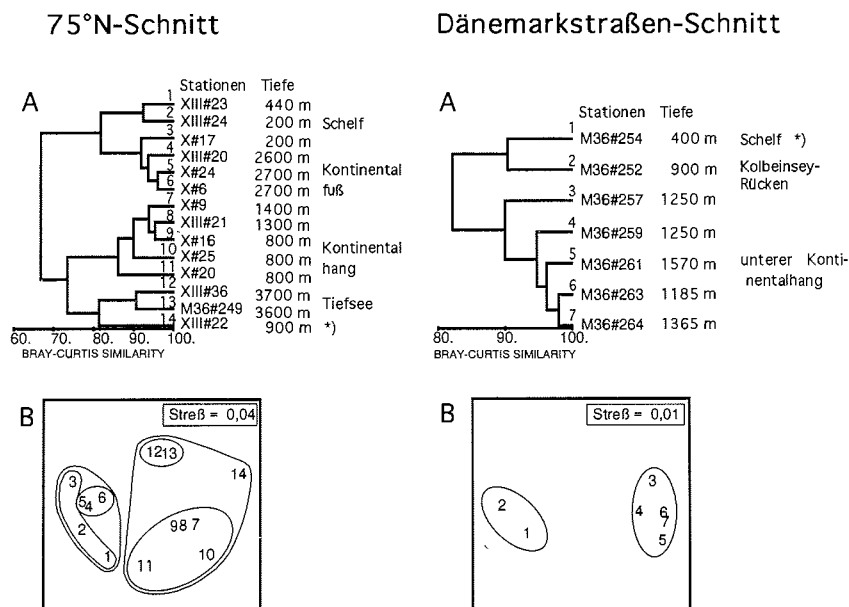 75°N-Schnitt
A
Stationen Tiefe
1 XIII#23 440 m
2 XIII#24 200 m Schelf
3 X#17 200 m
4 XIII#20 2600 m
5 X#24 2700 m Kontinental
6 X#6 2700 m fuß
7 X#9 1400 m
8 XIII#21 1300 m
9 X#16 800 m Kontinental
10 X#25 800 m hang
11 X#20 800 m
12 XIII#36 3700 m
13 M36#249 3600 m Tiefsee
14 XIII#22 900 m *)
60. 70. 80. 90. 100.
BRAY-CURTIS SIMILARITY
B
Streß = 0,04
12 13
14
3
5 4 6
2
1
9 8 7
10
11
Dänemarkstraßen-Schnitt
A
Stationen Tiefe
1 M36#254 400 m Schelf *)
2 M36#252 900 m Kolbeinsey-
Rücken
3 M36#257 1250 m
4 M36#259 1250 m
5 M36#261 1570 m unterer Konti-
nentalhang
6 M36#263 1185 m
7 M36#264 1365 m
80. 90. 100.
BRAY-CURTIS SIMILARITY
B
Streß = 0,01
2
1
3
4 6
7
5